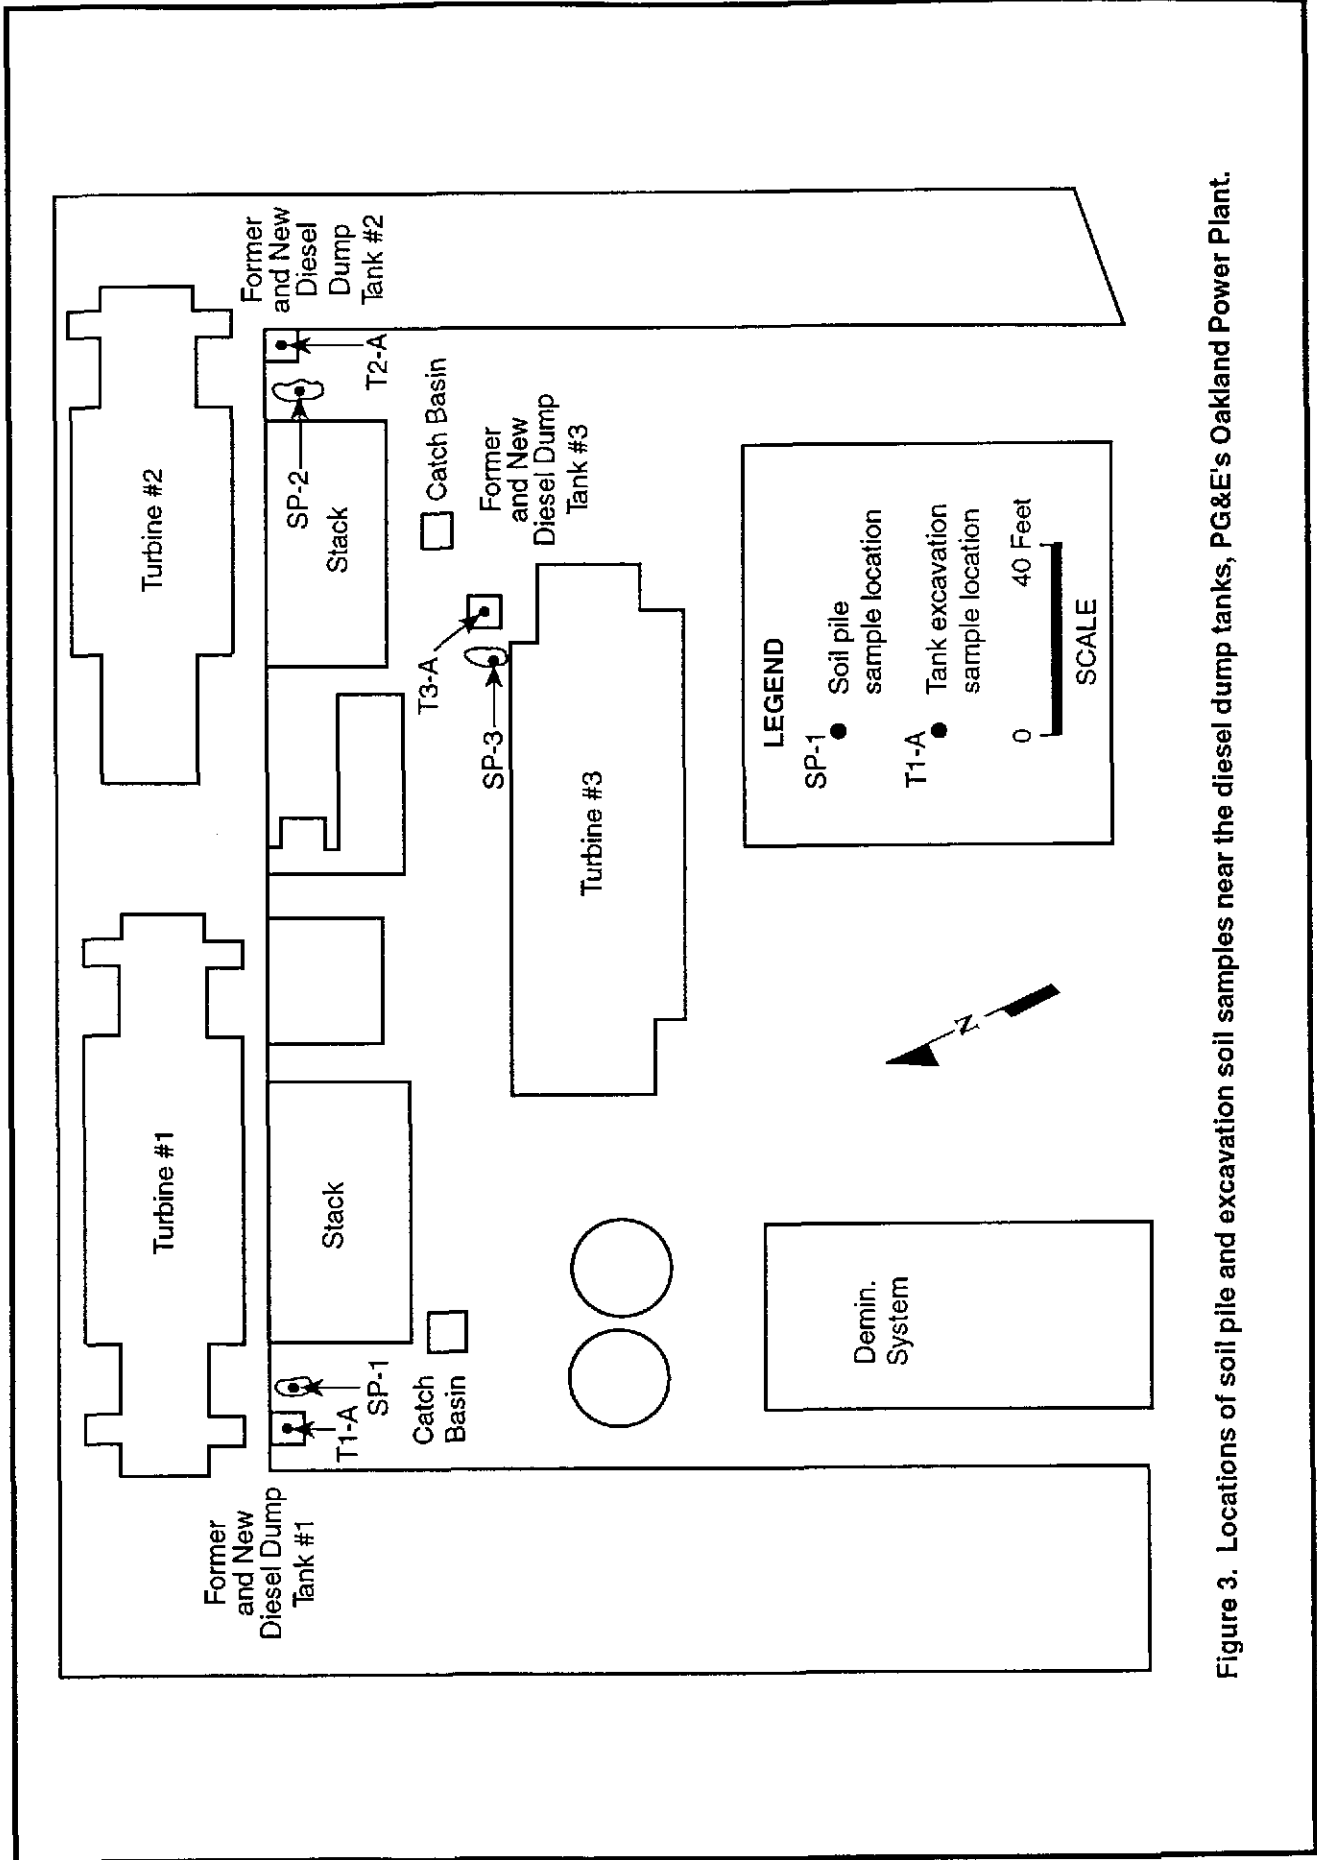 Former
and New
Diesel Dump
Tank #1
Turbine #1
Turbine #2
Former
and New
Diesel
Dump
Tank #2
T1-A
SP-1
Stack
SP-2
Stack
T2-A
Catch
Basin
Catch Basin
T3-A
SP-3
Former
and New
Diesel Dump
Tank #3
Turbine #3
Demin.
System
N
LEGEND
SP-1
Soil pile
sample location
T1-A
Tank excavation
sample location
0
40 Feet
SCALE
Figure 3. Locations of soil pile and excavation soil samples near the diesel dump tanks, PG&E's Oakland Power Plant.